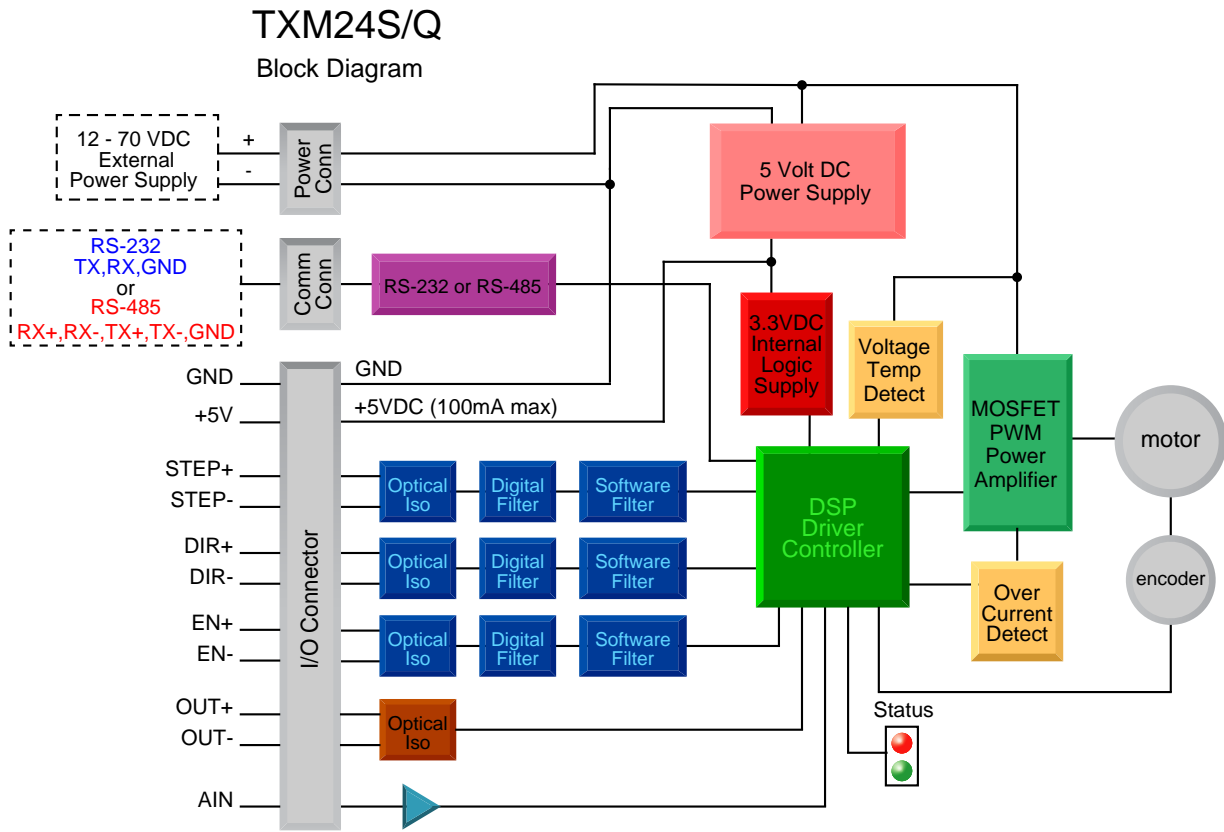 TXM24S/Q
Block Diagram
12 - 70 VDC
External
Power Supply
+
-
Power
Conn
5 Volt DC
Power Supply
RS-232
TX,RX,GND
or
RS-485
RX+,RX-,TX+,TX-,GND
Comm
Conn
RS-232 or RS-485
3.3VDC
Internal
Logic
Supply
Voltage
Temp
Detect
MOSFET
PWM
Power
Amplifier
motor
encoder
GND
+5V
I/O Connector
GND
+5VDC (100mA max)
STEP+
STEP-
Optical
Iso
Digital
Filter
Software
Filter
DSP
Driver
Controller
DIR+
DIR-
Optical
Iso
Digital
Filter
Software
Filter
Over
Current
Detect
EN+
EN-
Optical
Iso
Digital
Filter
Software
Filter
OUT+
OUT-
Optical
Iso
Status
AIN